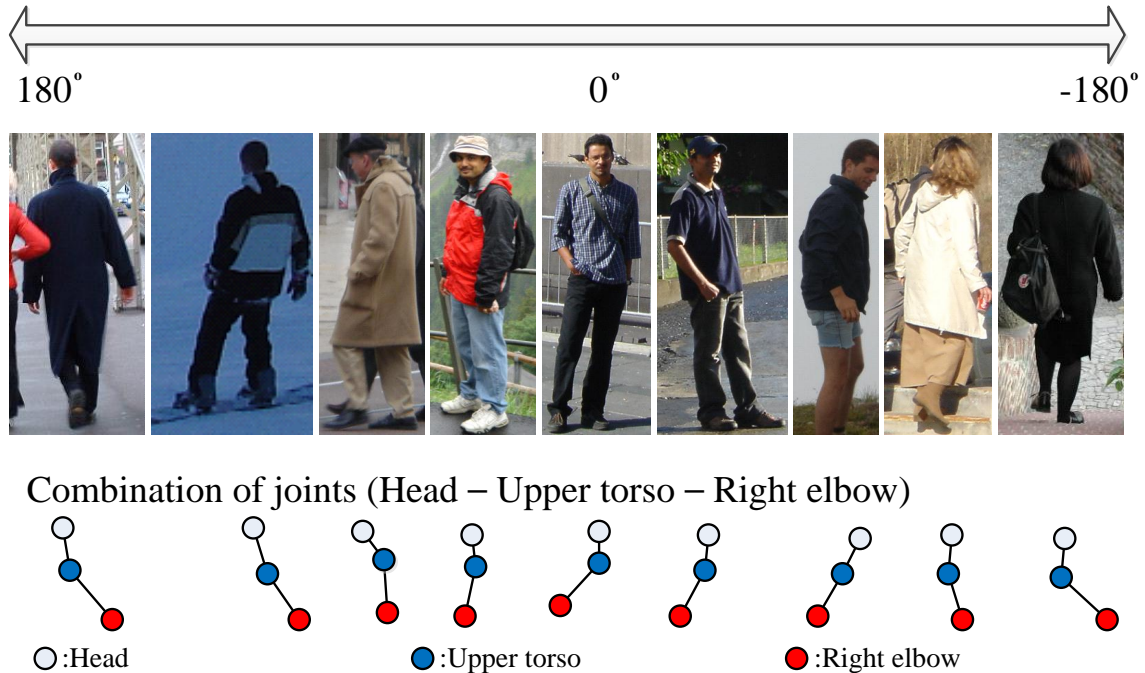 180° 0° -180°
Combination of joints (Head – Upper torso – Right elbow)
:Head :Upper torso :Right elbow